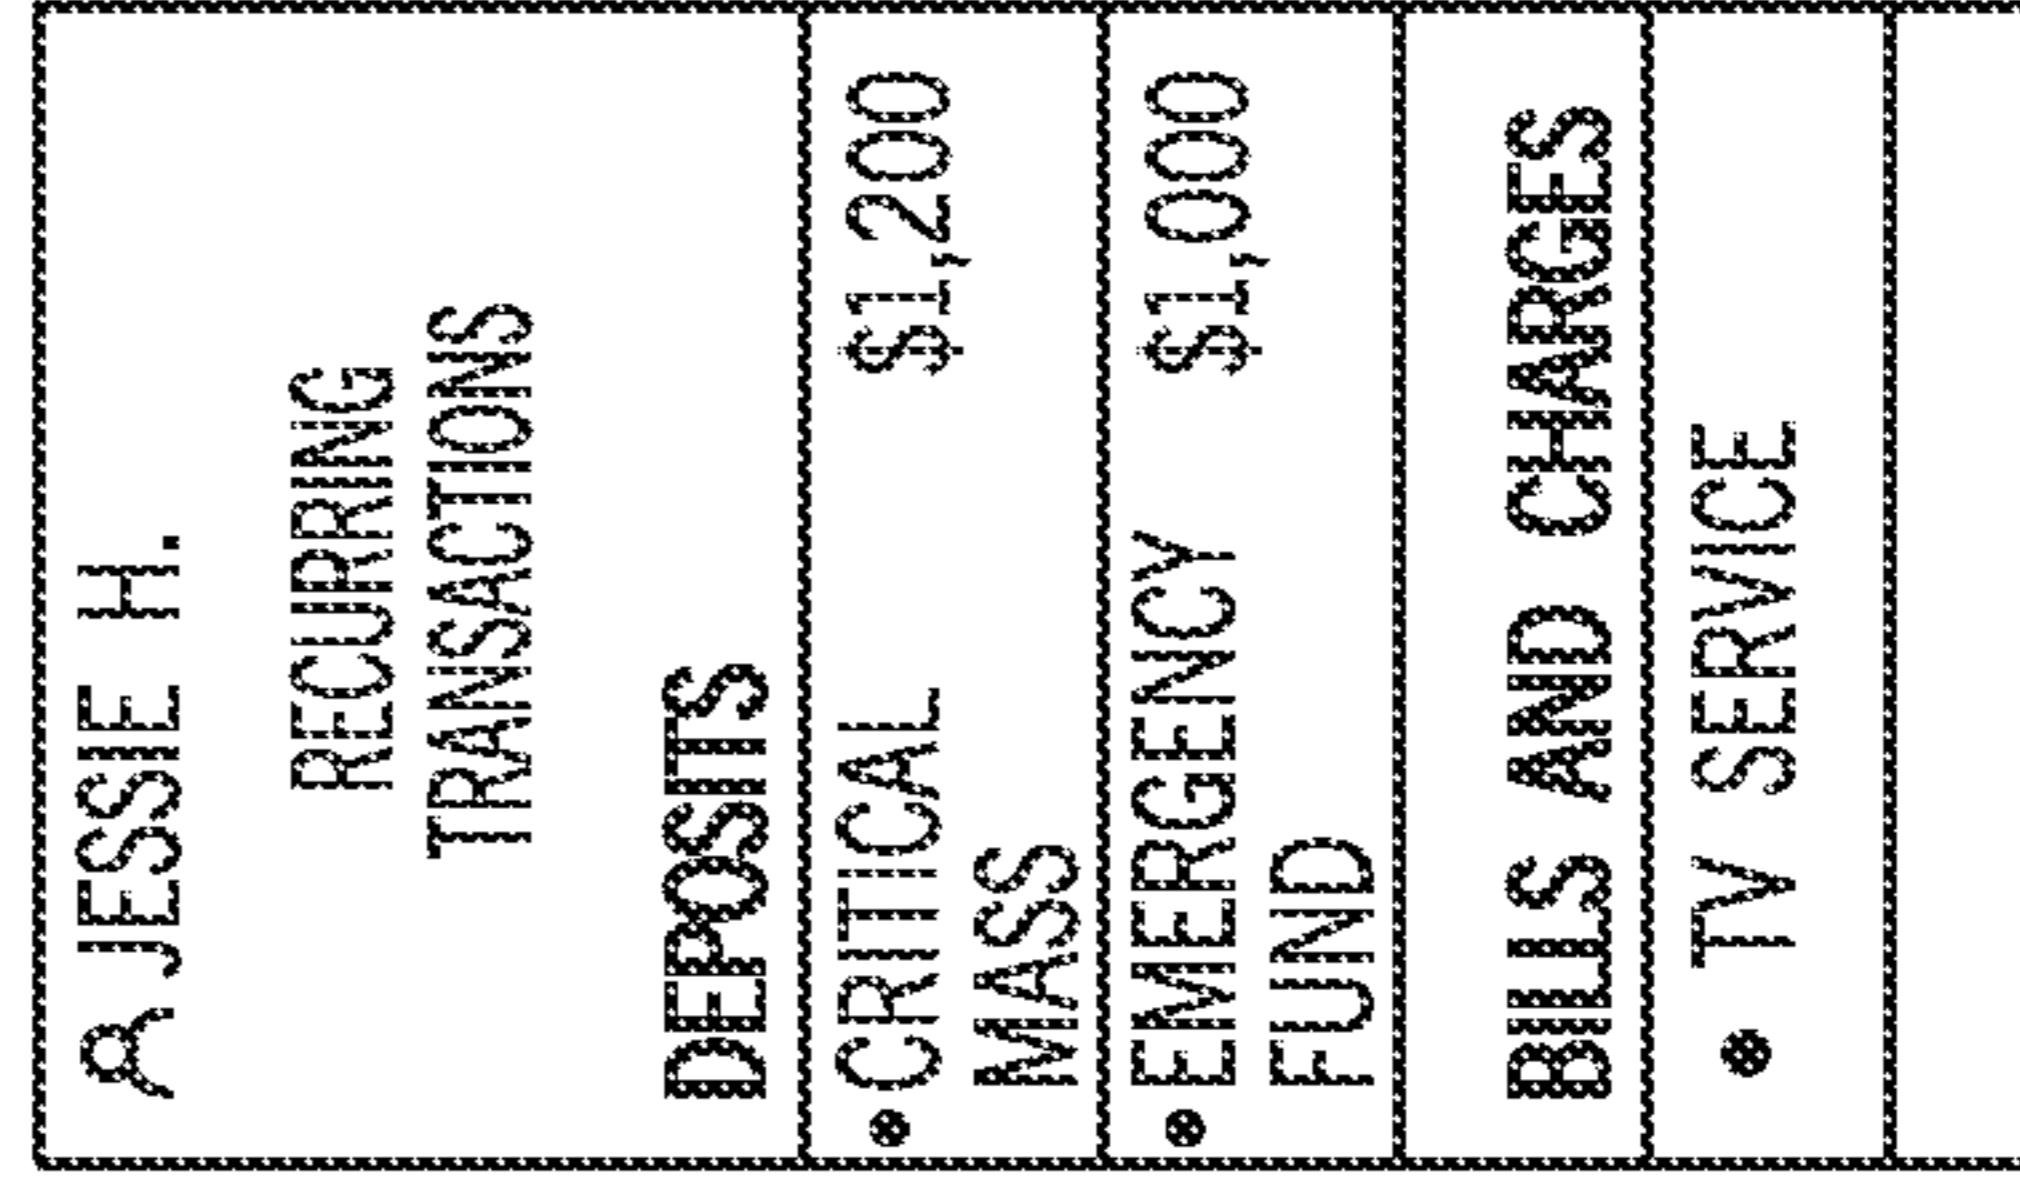 JESSIE H.
RECURRING
TRANSACTIONS
DEPOSITS
• CRITICAL $1,200
MASS
• EMERGENCY $1,000
FUND
BILLS AND CHARGES
• TV SERVICE